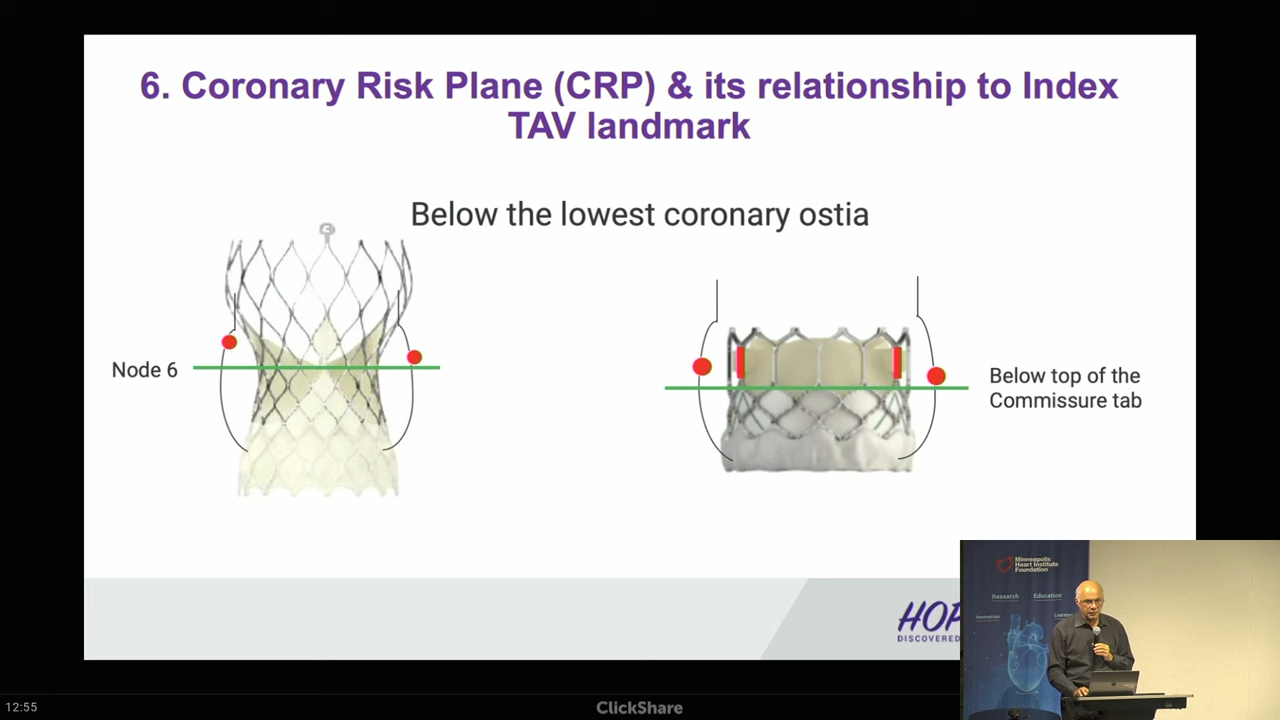 6. Coronary Risk Plane (CRP) & its relationship to Index
TAV landmark
Below the lowest coronary ostia
Node 6
Below top of the
Commissure tab
HOP
DISCOVERED
Minneapolis
Heart Institute
Foundation
Research Education
Innovation
12:55
ClickShare